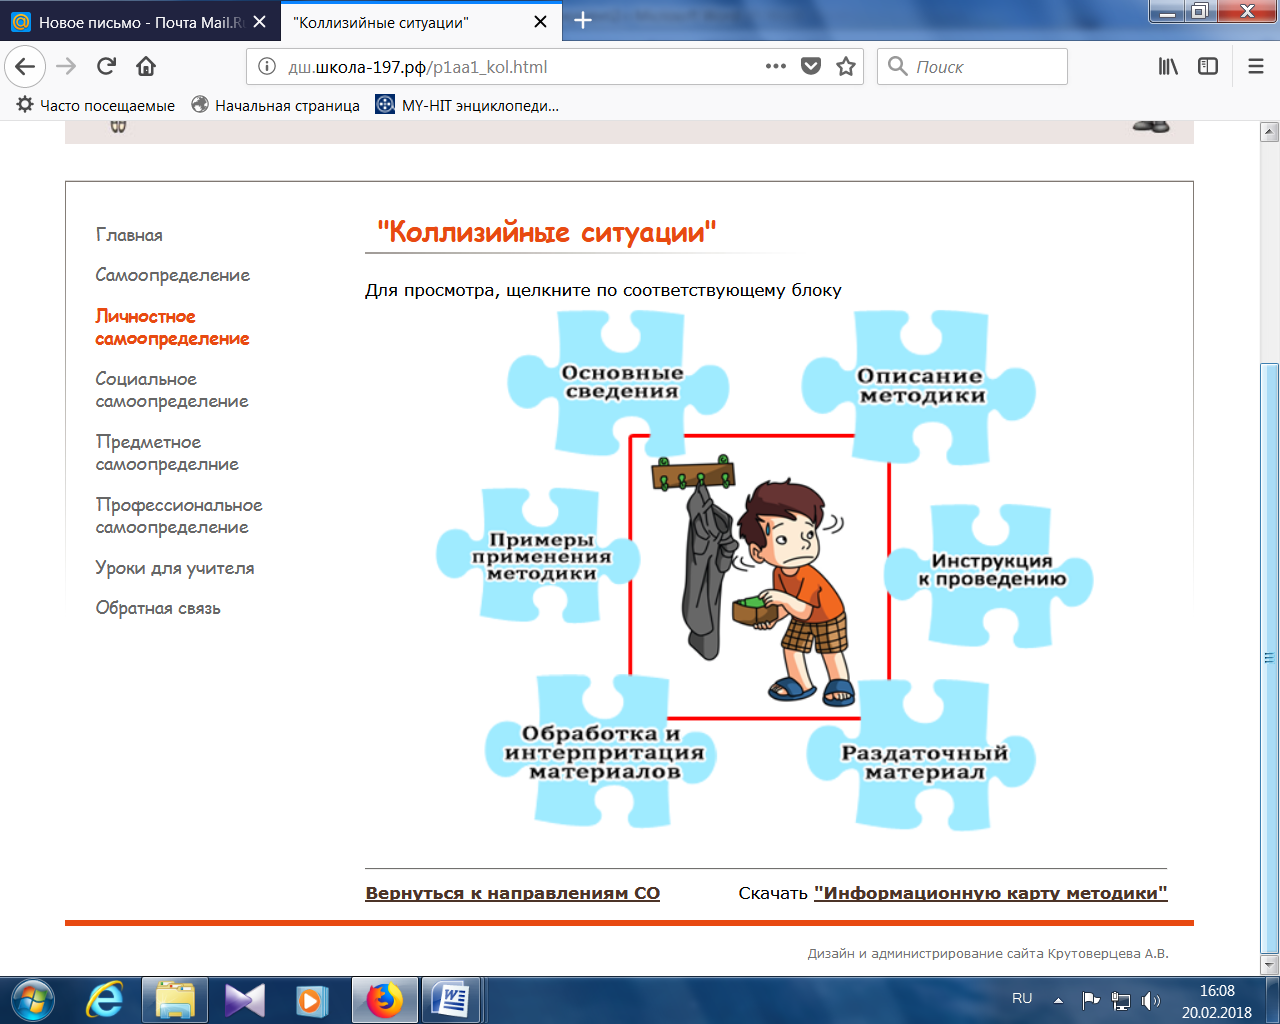 Новое письмо - Почта Mail.Ru
"Коллизийные ситуации"
дш.школа-197.рф/p1aa1_kol.html
Поиск
Часто посещаемые
Начальная страница
MY-HIT энциклопеди...
Главная
Самоопределение
Личностное
самоопределение
Социальное
самоопределение
Предметное
самоопределние
Профессиональное
самоопределение
Уроки для учителя
Обратная связь
"Коллизийные ситуации"
Для просмотра, щелкните по соответствующему блоку
Основные
сведения
Описание
методики
Примеры
применения
методики
Инструкция
к проведению
Обработка и
интерпритация
материалов
Раздаточный
материал
Вернуться к направлениям СО
Скачать "Информационную карту методики"
Дизайн и администрирование сайта Крутоверцева А.В.
RU
16:08
20.02.2018